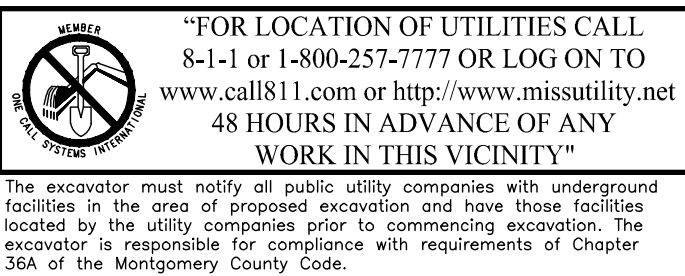 MEMBER
ONE CALL SYSTEMS INTERNATIONAL
“FOR LOCATION OF UTILITIES CALL
8-1-1 or 1-800-257-7777 OR LOG ON TO
www.call811.com or http://www.missutility.net
48 HOURS IN ADVANCE OF ANY
WORK IN THIS VICINITY"
The excavator must notify all public utility companies with underground
facilities in the area of proposed excavation and have those facilities
located by the utility companies prior to commencing excavation. The
excavator is responsible for compliance with requirements of Chapter
36A of the Montgomery County Code.